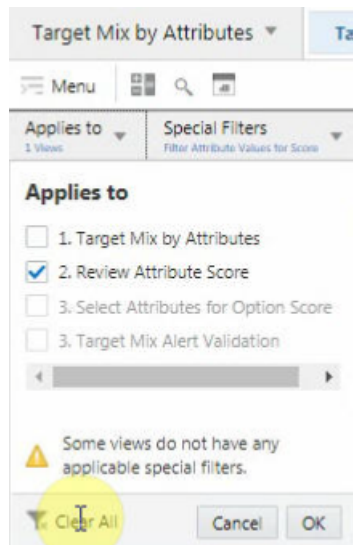 Target Mix by Attributes
Ta
Menu
Applies to Special Filters
1 Views Filter Attribute Values for Score
Applies to
1. Target Mix by Attributes
2. Review Attribute Score
3. Select Attributes for Option Score
3. Target Mix Alert Validation
Some views do not have any
applicable special filters.
Clear All Cancel OK